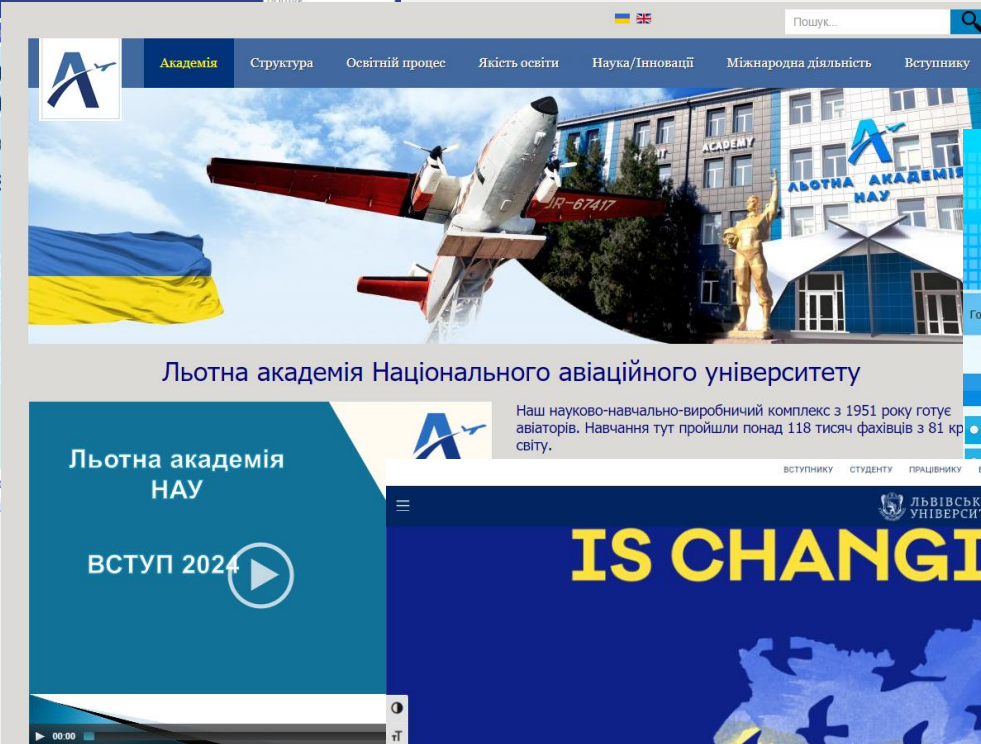 Пошук...
Академія Структура Освітній процес Якість освіти Наука/Інновації Міжнародна діяльність Вступнику
ACADEMY
ЛЬОТНА АКАДЕМІЯ
НАУ
UR-67417
Льотна академія Національного авіаційного університету
Наш науково-навчально-виробничий комплекс з 1951 року готує
авіаторів. Навчання тут пройшли понад 118 тисяч фахівців з 81 кр
світу.
Льотна академія
НАУ
ВСТУП 2024
00:00
ВСТУПНИКУ СТУДЕНТУ ПРАЦІВНИКУ
ЛЬВІВСЬК
УНІВЕРСИ
IS CHANGI